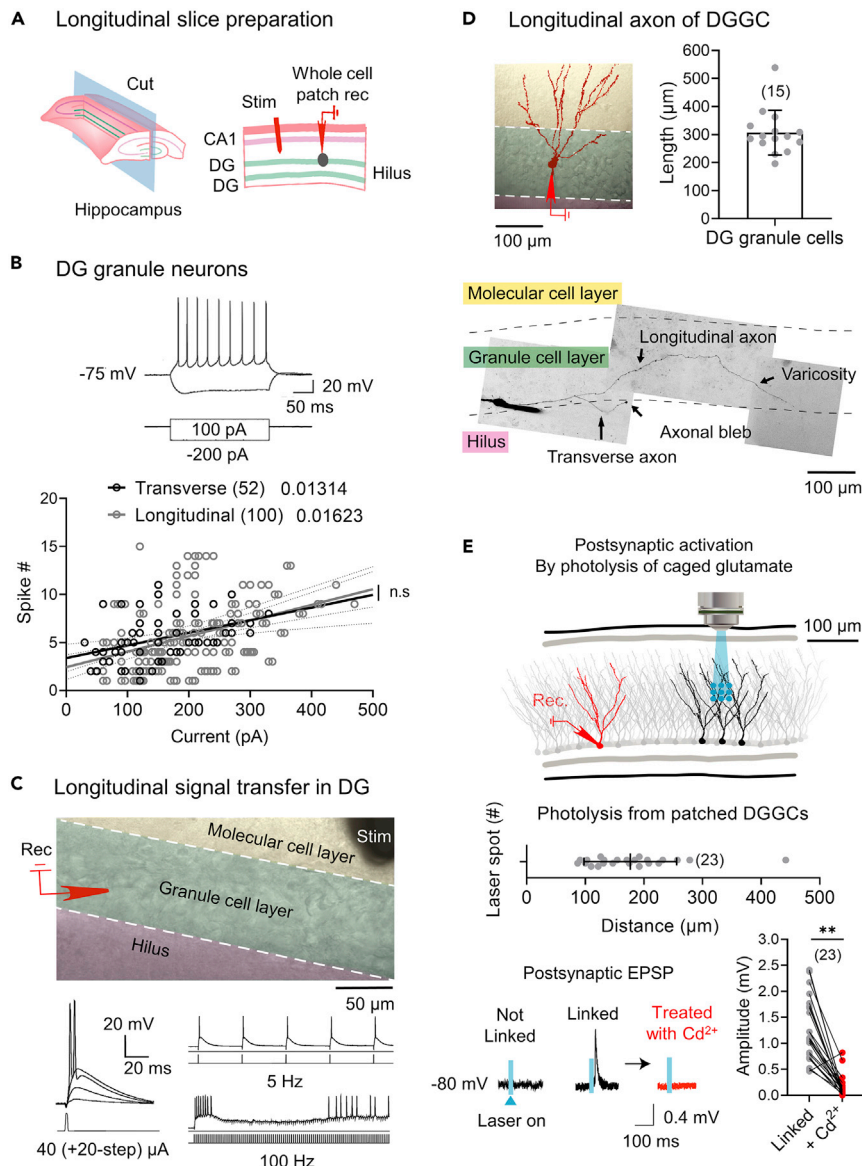 A Longitudinal slice preparation
Cut
Hippocampus
Stim
Whole cell
patch rec
CA1
DG
DG
Hilus
B DG granule neurons
-75 mV
20 mV
50 ms
100 pA
-200 pA
Transverse (52) 0.01314
Longitudinal (100) 0.01623
20
15
10
5
0
Spike #
n.s
0 100 200 300 400 500
Current (pA)
C Longitudinal signal transfer in DG
Rec
Molecular cell layer
Stim
Granule cell layer
Hilus
50 µm
20 mV
20 ms
40 (+20-step) µA
5 Hz
100 Hz
D Longitudinal axon of DGGC
100 µm
Length (µm)
600
500
400
300
200
100
0
(15)
DG granule cells
Molecular cell layer
Longitudinal axon
Granule cell layer
Varicosity
Axonal bleb
Hilus
Transverse axon
100 µm
E Postsynaptic activation
By photolysis of caged glutamate
100 µm
Rec.
Photolysis from patched DGGCs
Laser spot (#)
(23)
0 100 200 300 400 500
Distance (µm)
Postsynaptic EPSP
Not
Linked
Linked
Treated
with Cd2+
-80 mV
Laser on
0.4 mV
100 ms
Amplitude (mV)
3.0
2.5
2.0
1.5
1.0
0.5
0.0
**
(23)
Linked
+ Cd2+